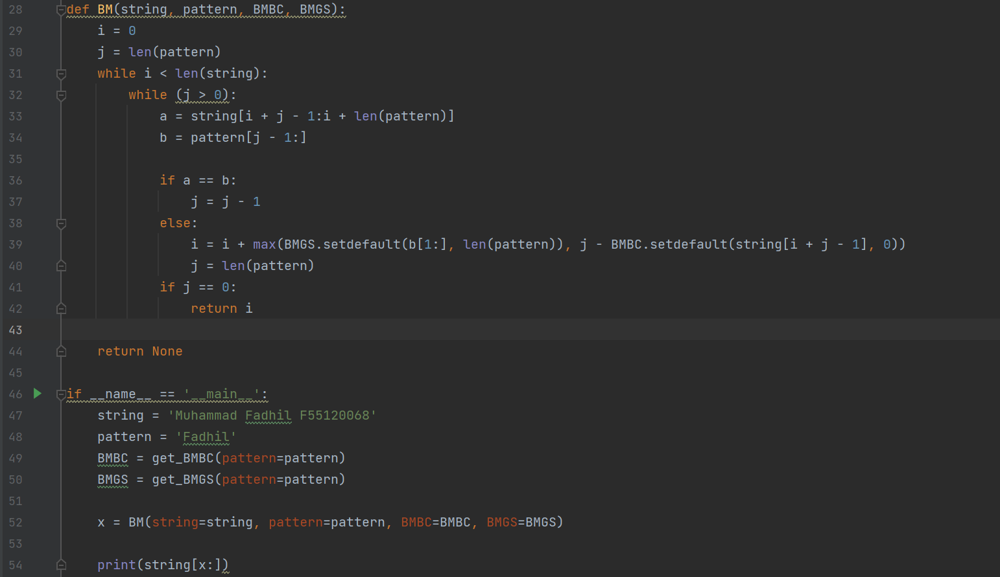 28 def BM(string, pattern, BMBC, BMGS):
29     i = 0
30     j = len(pattern)
31     while i < len(string):
32         while (j > 0):
33             a = string[i + j - 1:i + len(pattern)]
34             b = pattern[j - 1:]
35
36             if a == b:
37                 j = j - 1
38             else:
39                 i = i + max(BMGS.setdefault(b[1:], len(pattern)), j - BMBC.setdefault(string[i + j - 1], 0))
40                 j = len(pattern)
41             if j == 0:
42                 return i
43
44     return None
45
46 if __name__ == '__main__':
47     string = 'Muhammad Fadhil F55120068'
48     pattern = 'Fadhil'
49     BMBC = get_BMBC(pattern=pattern)
50     BMGS = get_BMGS(pattern=pattern)
51
52     x = BM(string=string, pattern=pattern, BMBC=BMBC, BMGS=BMGS)
53
54     print(string[x:])